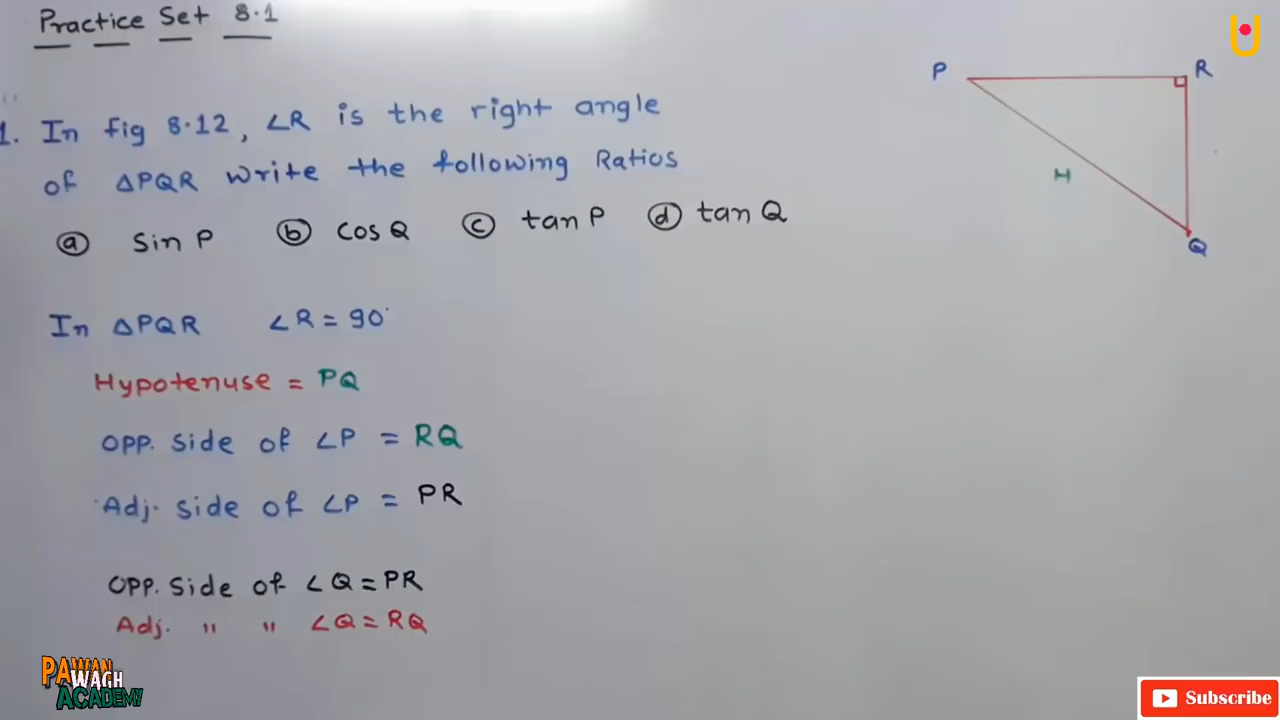 Practice Set 8.1
1. In fig 8.12, ∠R is the right angle
of △PQR write the following Ratios
ⓐ sin P ⓑ cos Q ⓒ tan P ⓓ tan Q
P
R
H
Q
In △PQR ∠R = 90°
Hypotenuse = PQ
OPP. Side of ∠P = RQ
Adj. side of ∠P = PR
OPP. Side of ∠Q = PR
Adj. " " ∠Q = RQ
PAWAN
WAGH
ACADEMY
Subscribe